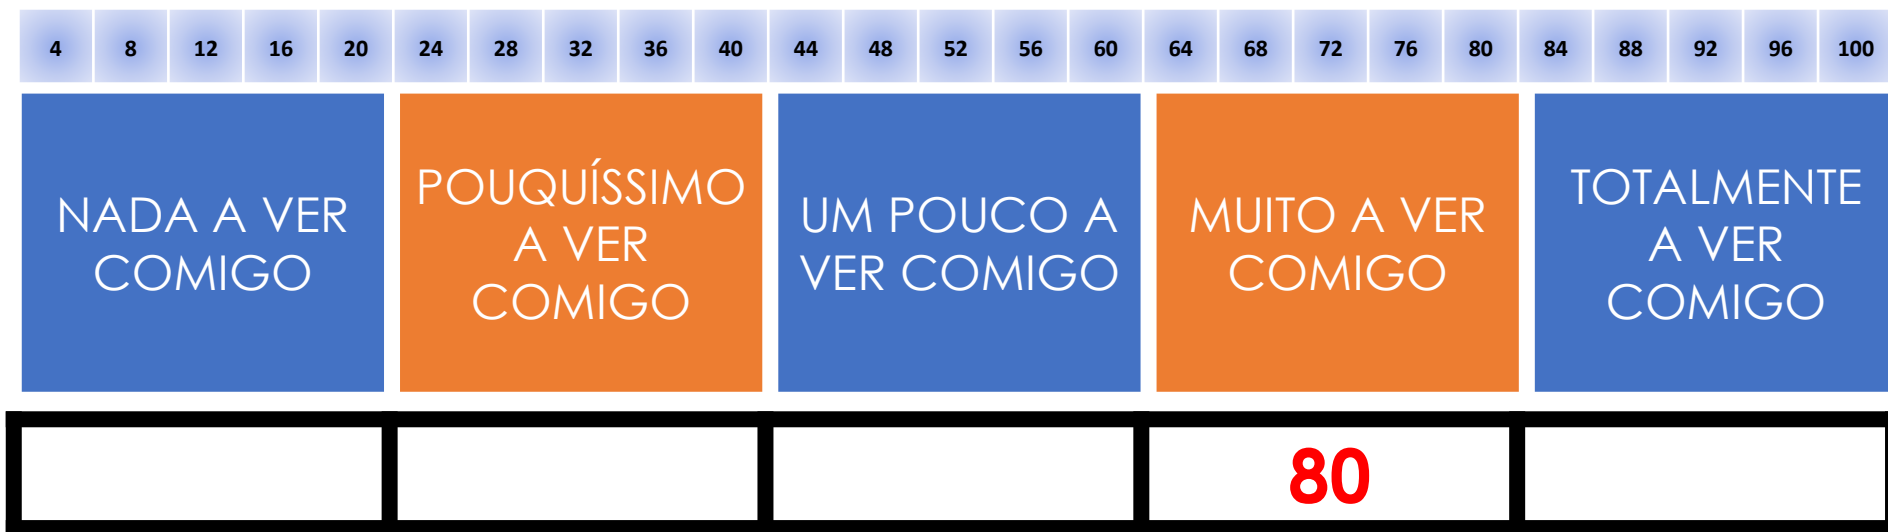 4 8 12 16 20 24 28 32 36 40 44 48 52 56 60 64 68 72 76 80 84 88 92 96 100
NADA A VER
COMIGO
POUQUÍSSIMO
A VER
COMIGO
UM POUCO A
VER COMIGO
MUITO A VER
COMIGO
TOTALMENTE
A VER
COMIGO
80